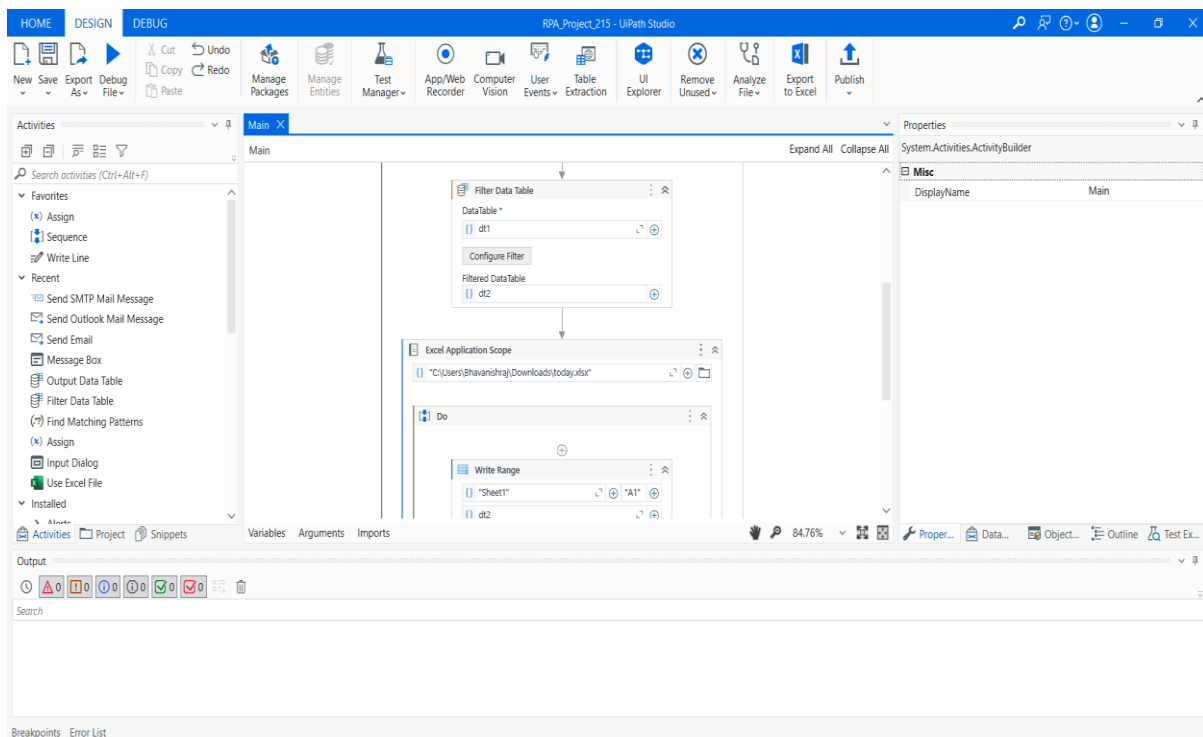 HOME DESIGN DEBUG RPA_Project_215 - UiPath Studio
New Save Export As Debug File
Cut Copy Paste
Undo Redo
Manage Packages
Manage Entities
Test Manager
App/Web Recorder
Computer Vision
User Events
Table Extraction
UI Explorer
Remove Unused
Analyze File
Export to Excel
Publish
Activities
Search activities (Ctrl+Alt+F)
Favorites
Assign
Sequence
Write Line
Recent
Send SMTP Mail Message
Send Outlook Mail Message
Send Email
Message Box
Output Data Table
Filter Data Table
Find Matching Patterns
Assign
Input Dialog
Use Excel File
Installed
Activities Project Snippets
Main
Main Expand All Collapse All
Filter Data Table
DataTable *
dt1
Configure Filter
Filtered DataTable
dt2
Excel Application Scope
"C:\Users\Bhavanishraj\Downloads\today.xlsx"
Do
Write Range
"Sheet1" "A1"
dt2
Variables Arguments Imports 84.76%
Properties
System.Activities.ActivityBuilder
Misc
DisplayName Main
Proper... Data... Object... Outline Test Ex...
Output
0 0 0 0 0 0
Search
Breakpoints Error List